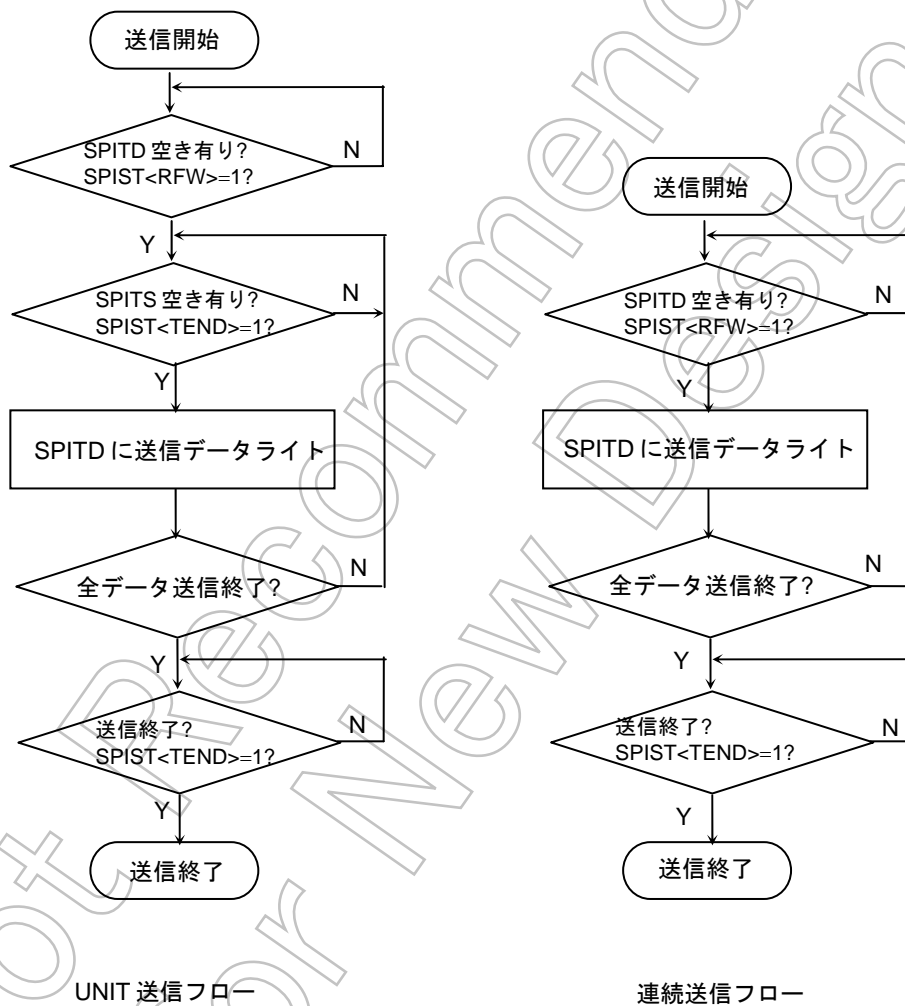 送信開始
SPITD 空き有り?
SPIST<RFW>=1?
N
Y
SPITS 空き有り?
SPIST<TEND>=1?
N
Y
SPITD に送信データライト
全データ送信終了?
N
Y
送信終了?
SPIST<TEND>=1?
N
Y
送信終了
UNIT 送信フロー
送信開始
SPITD 空き有り?
SPIST<RFW>=1?
N
Y
SPITD に送信データライト
全データ送信終了?
N
Y
送信終了?
SPIST<TEND>=1?
N
Y
送信終了
連続送信フロー
Not Recommend
for New Design